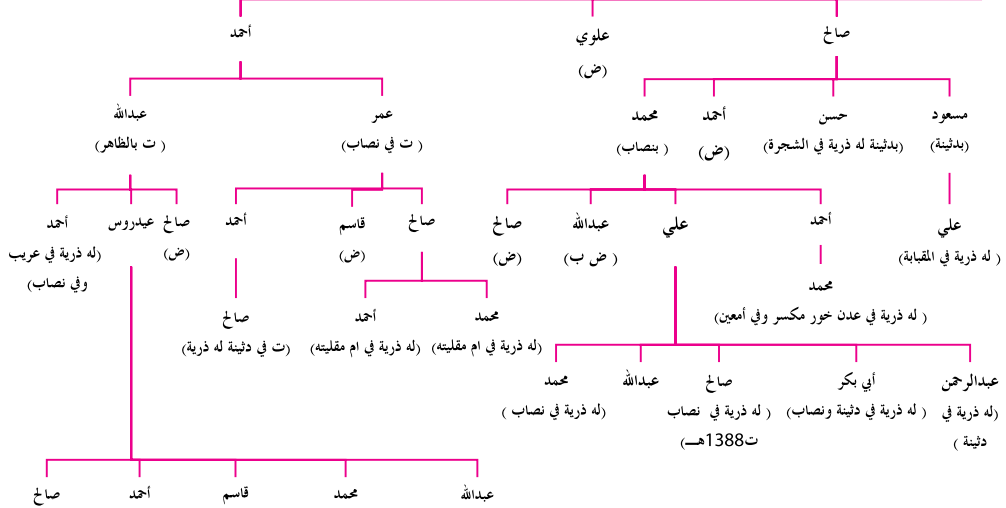 صالح
علوي
(ض)
أحمد
مسعود
(بدثينة)
حسن
(بدثينة له ذرية في الشجرة)
أحمد
(ض)
محمد
( بنصاب)
عمر
( ت في نصاب)
عبدالله
( ت بالظاهر)
علي
( له ذرية في المقبابة)
أحمد
علي
عبدالله
( ض ب)
صالح
(ض)
صالح
قاسم
(ض)
أحمد
صالح
(ض)
عيدروس
أحمد
(له ذرية في عريب
وفي نصاب)
محمد
( له ذرية في عدن خور مكسر وفي أمعين)
محمد
(له ذرية في ام مقليته)
أحمد
(له ذرية في ام مقليته)
صالح
(ت في دثينة له ذرية)
عبدالرحمن
(له ذرية في
دثينة )
أبي بكر
( له ذرية في دثينة ونصاب)
صالح
( له ذرية في نصاب
ت1388هـــ)
عبدالله
محمد
(له ذرية في نصاب )
عبدالله
محمد
قاسم
أحمد
صالح